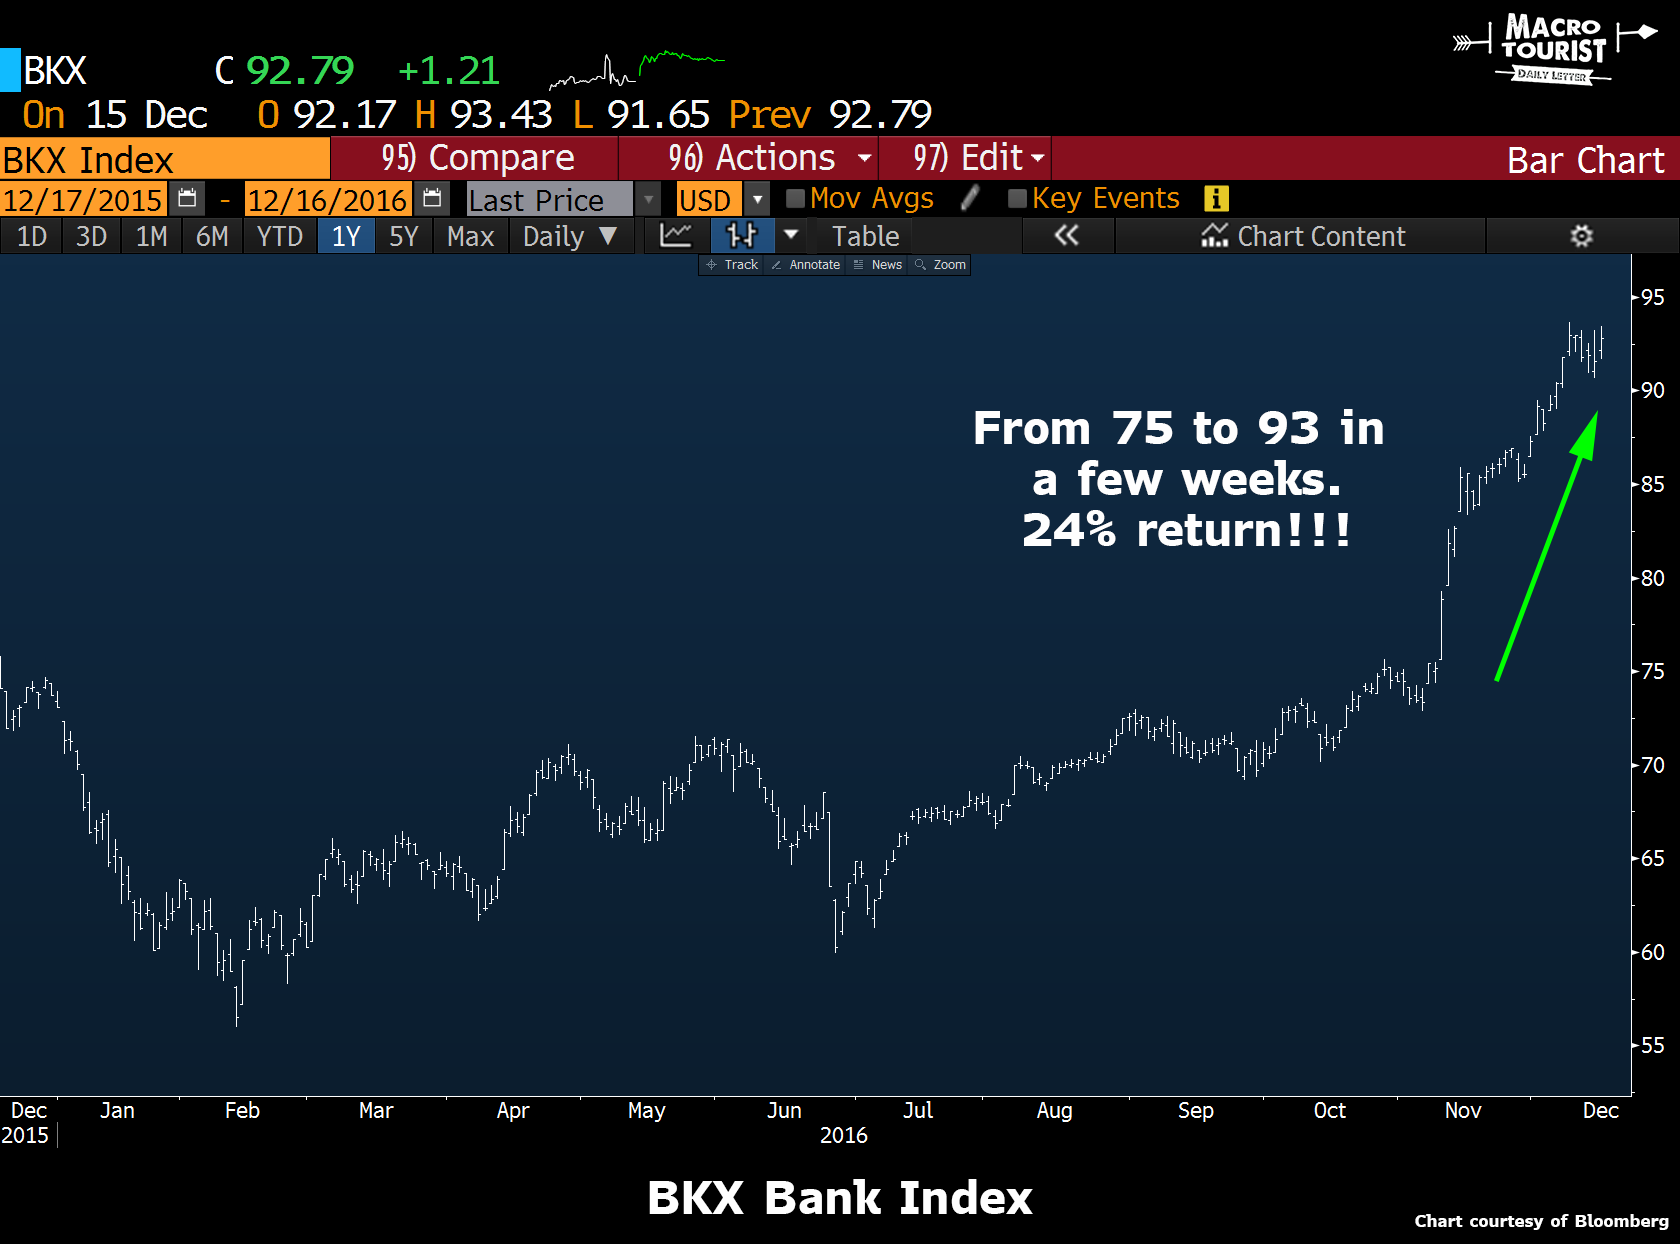 MACRO
TOURIST
DAILY LETTER
BKX C 92.79 +1.21
On 15 Dec O 92.17 H 93.43 L 91.65 Prev 92.79
BKX Index 95) Compare 96) Actions 97) Edit Bar Chart
12/17/2015 - 12/16/2016 Last Price USD Mov Avgs Key Events i
1D 3D 1M 6M YTD 1Y 5Y Max Daily ▼ Table « Chart Content
Track Annotate News Zoom
95
90
From 75 to 93 in
a few weeks.
24% return!!!
85
80
75
70
65
60
55
Dec Jan Feb Mar Apr May Jun Jul Aug Sep Oct Nov Dec
2015 2016
BKX Bank Index
Chart courtesy of Bloomberg